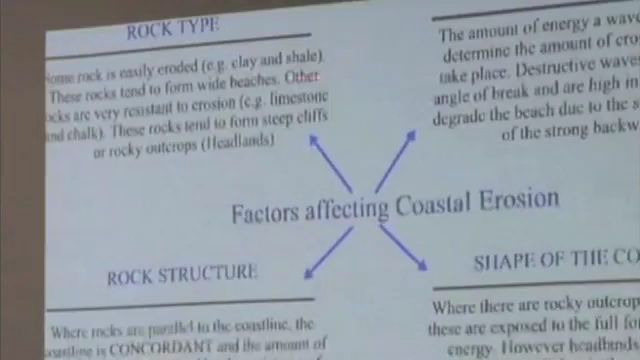 ROCK TYPE
ome rock is easily eroded (e.g. clay and shale)
These rocks tend to form wide beaches. Other
ocks are very resistant to erosion (e.g. limestone
and chalk). These rocks tend to form steep cliffs
or rocky outcrops (Headlands)
The amount of energy a wav
determine the amount of ero
take place. Destructive wave
angle of break and are high in
degrade the beach due to the s
of the strong backw
Factors affecting Coastal Erosion
ROCK STRUCTURE
Where rocks are parallel to the coastline, the
coastline is CONCORDANT and the amount of
SHAPE OF THE CO
Where there are rocky outcrop
these are exposed to the full for
energy. However headlands